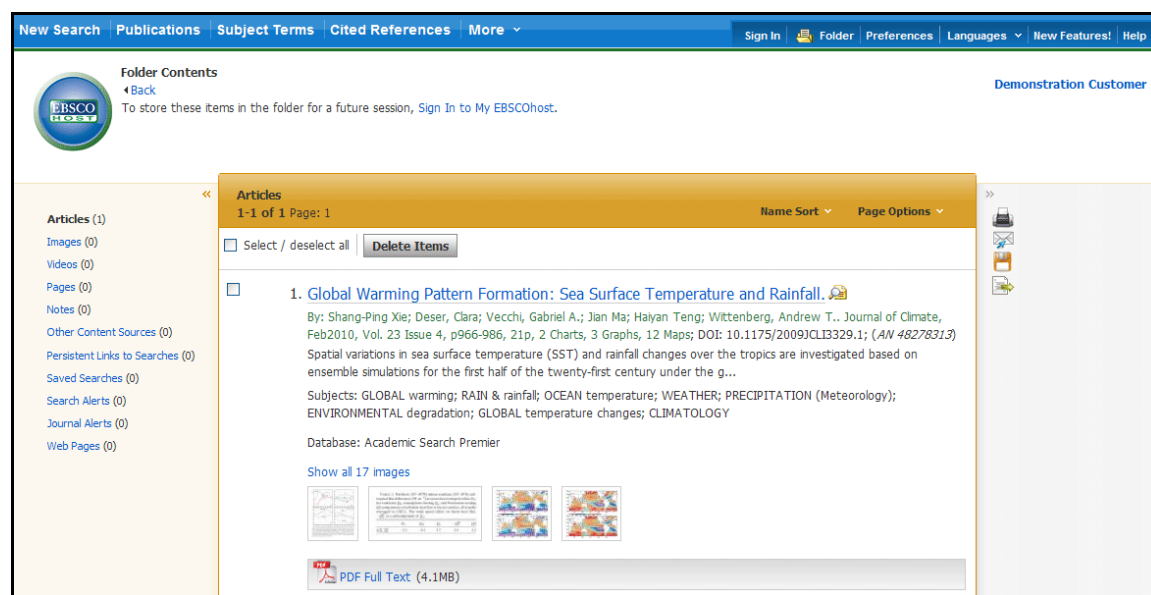 New Search Publications Subject Terms Cited References More
Sign In Folder Preferences Languages New Features! Help
Folder Contents
Back
To store these items in the folder for a future session, Sign In to My EBSCOhost.
Demonstration Customer
EBSCO
HOST
Articles (1)
Images (0)
Videos (0)
Pages (0)
Notes (0)
Other Content Sources (0)
Persistent Links to Searches (0)
Saved Searches (0)
Search Alerts (0)
Journal Alerts (0)
Web Pages (0)
Articles
1-1 of 1 Page: 1
Name Sort Page Options
Select / deselect all Delete Items
1. Global Warming Pattern Formation: Sea Surface Temperature and Rainfall.
By: Shang-Ping Xie; Deser, Clara; Vecchi, Gabriel A.; Jian Ma; Haiyan Teng; Wittenberg, Andrew T.. Journal of Climate,
Feb2010, Vol. 23 Issue 4, p966-986, 21p, 2 Charts, 3 Graphs, 12 Maps; DOI: 10.1175/2009JCLI3329.1; (AN 48278313)
Spatial variations in sea surface temperature (SST) and rainfall changes over the tropics are investigated based on
ensemble simulations for the first half of the twenty-first century under the g...
Subjects: GLOBAL warming; RAIN & rainfall; OCEAN temperature; WEATHER; PRECIPITATION (Meteorology);
ENVIRONMENTAL degradation; GLOBAL temperature changes; CLIMATOLOGY
Database: Academic Search Premier
Show all 17 images
PDF Full Text (4.1MB)